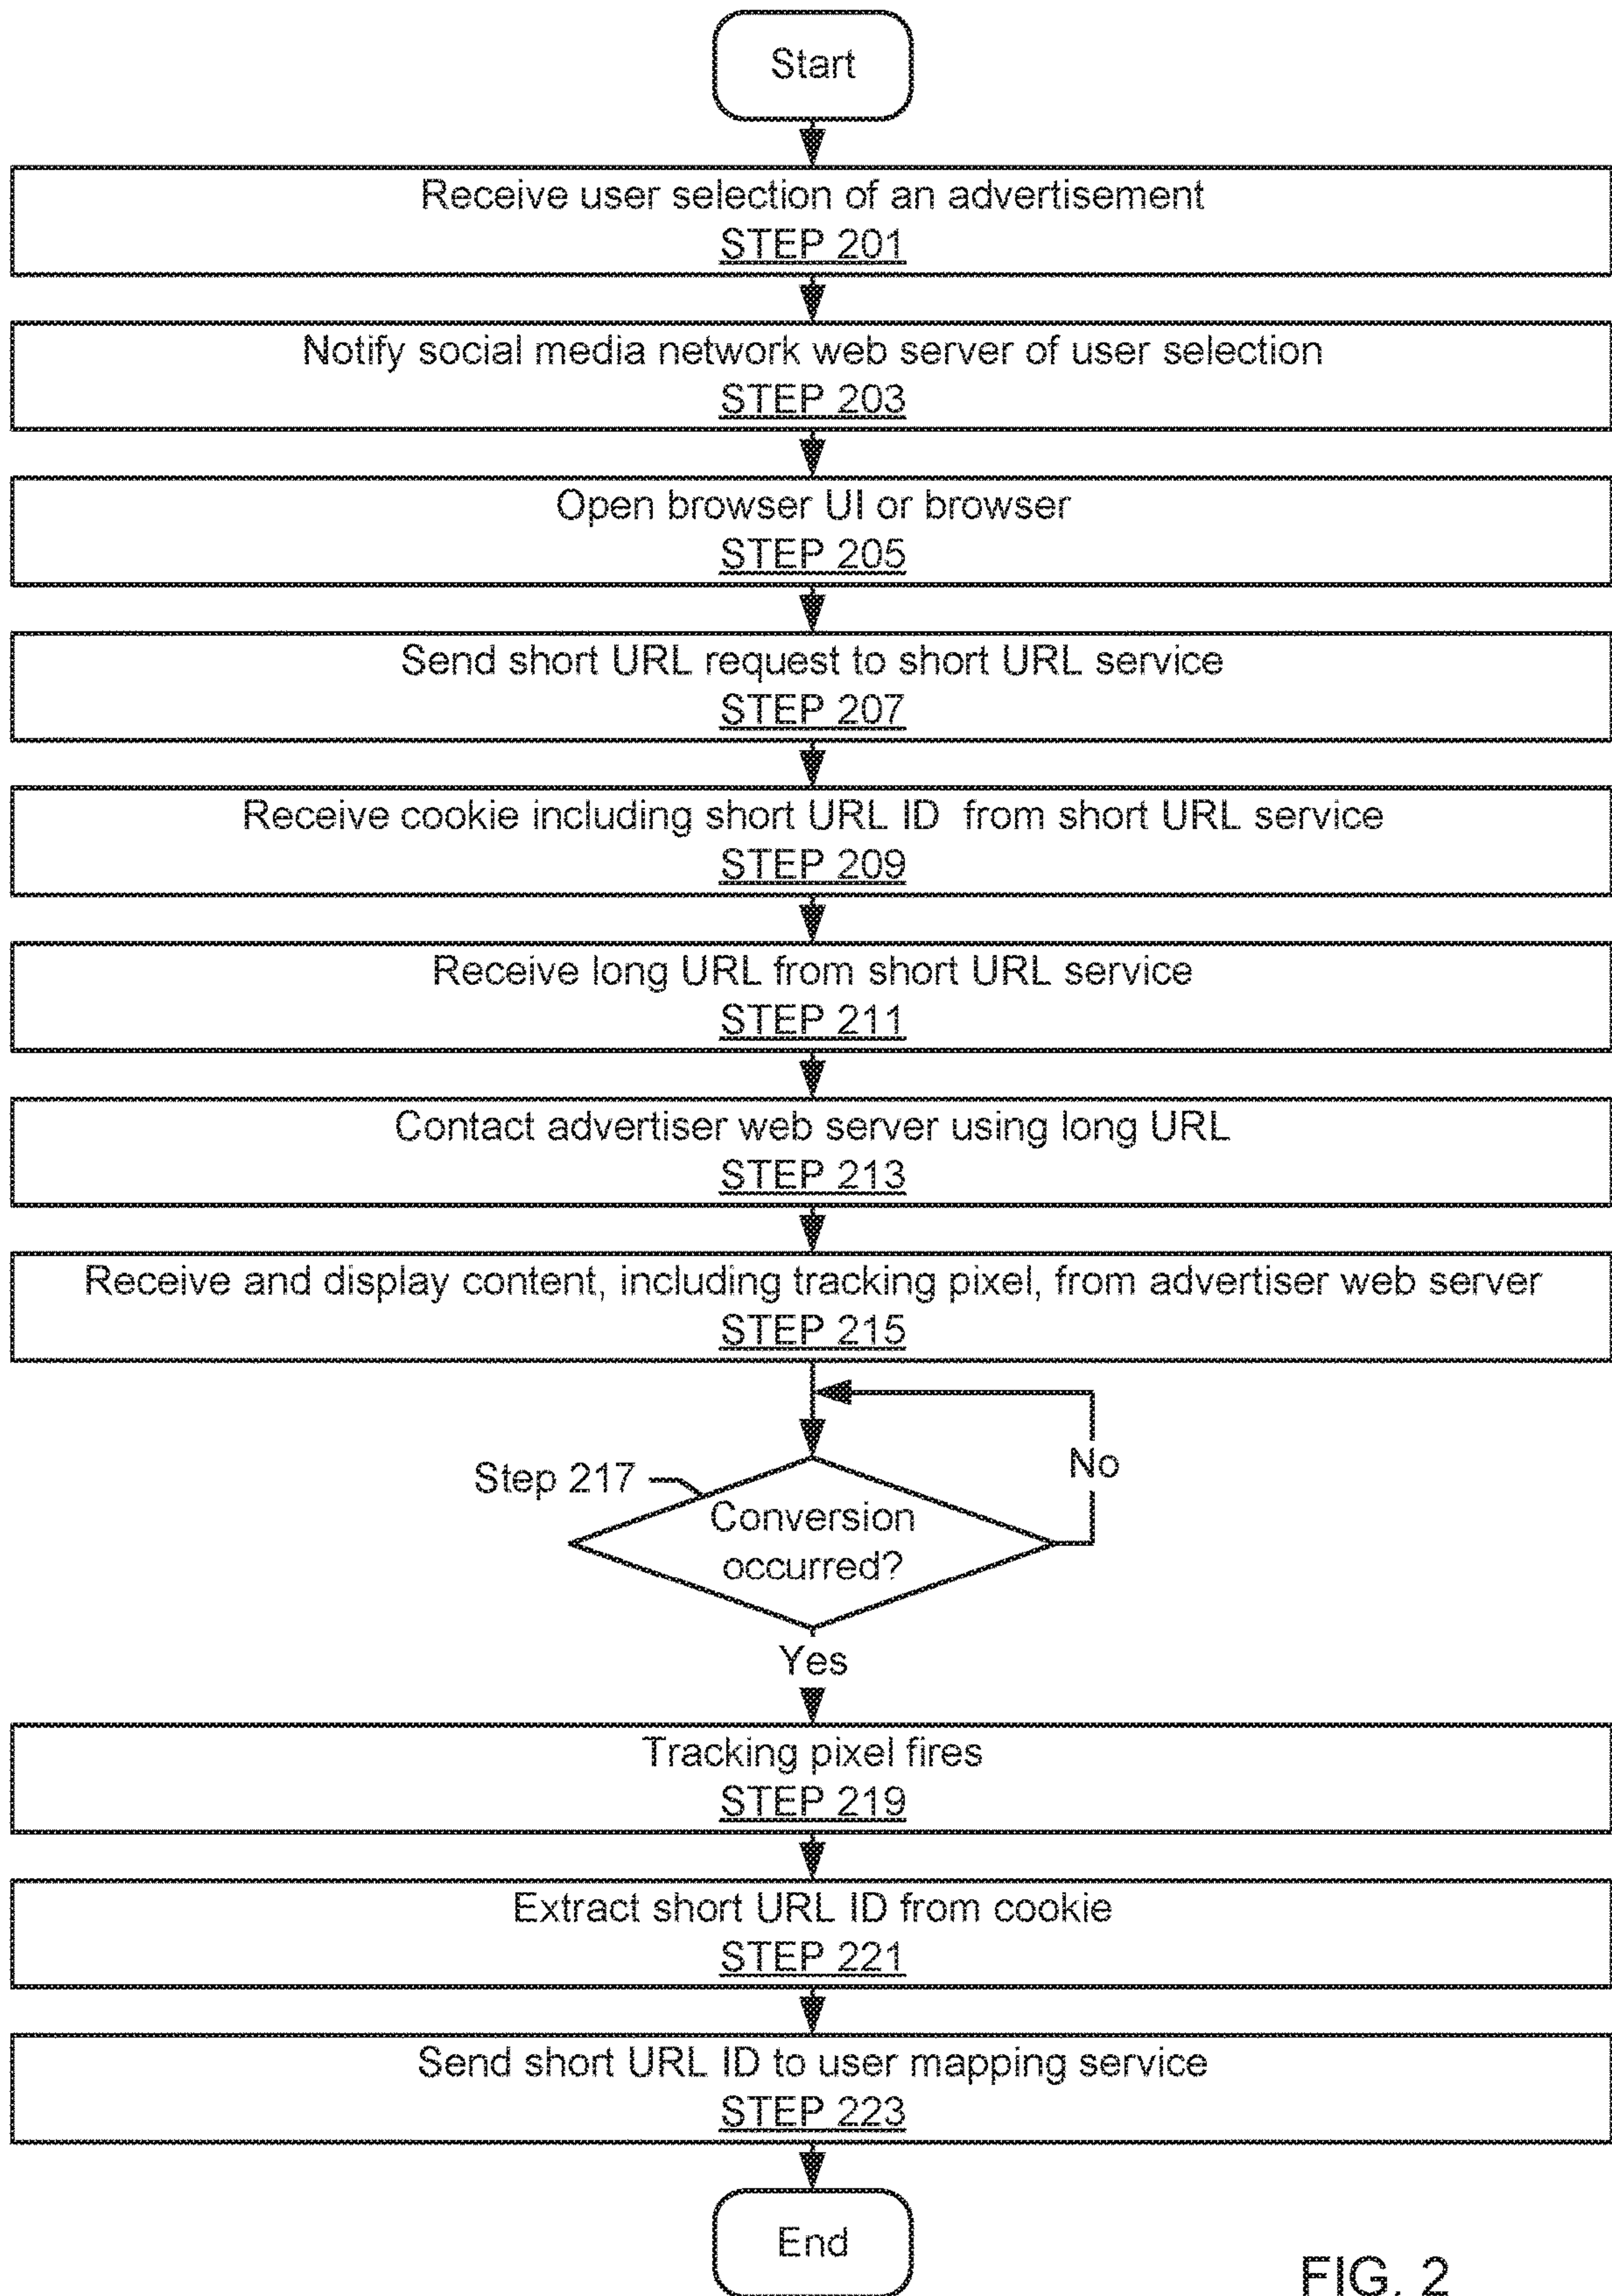 Start
Receive user selection of an advertisement
STEP 201
Notify social media network web server of user selection
STEP 203
Open browser UI or browser
STEP 205
Send short URL request to short URL service
STEP 207
Receive cookie including short URL ID from short URL service
STEP 209
Receive long URL from short URL service
STEP 211
Contact advertiser web server using long URL
STEP 213
Receive and display content, including tracking pixel, from advertiser web server
STEP 215
No
Step 217
Conversion
occurred?
Yes
Tracking pixel fires
STEP 219
Extract short URL ID from cookie
STEP 221
Send short URL ID to user mapping service
STEP 223
End
FIG. 2